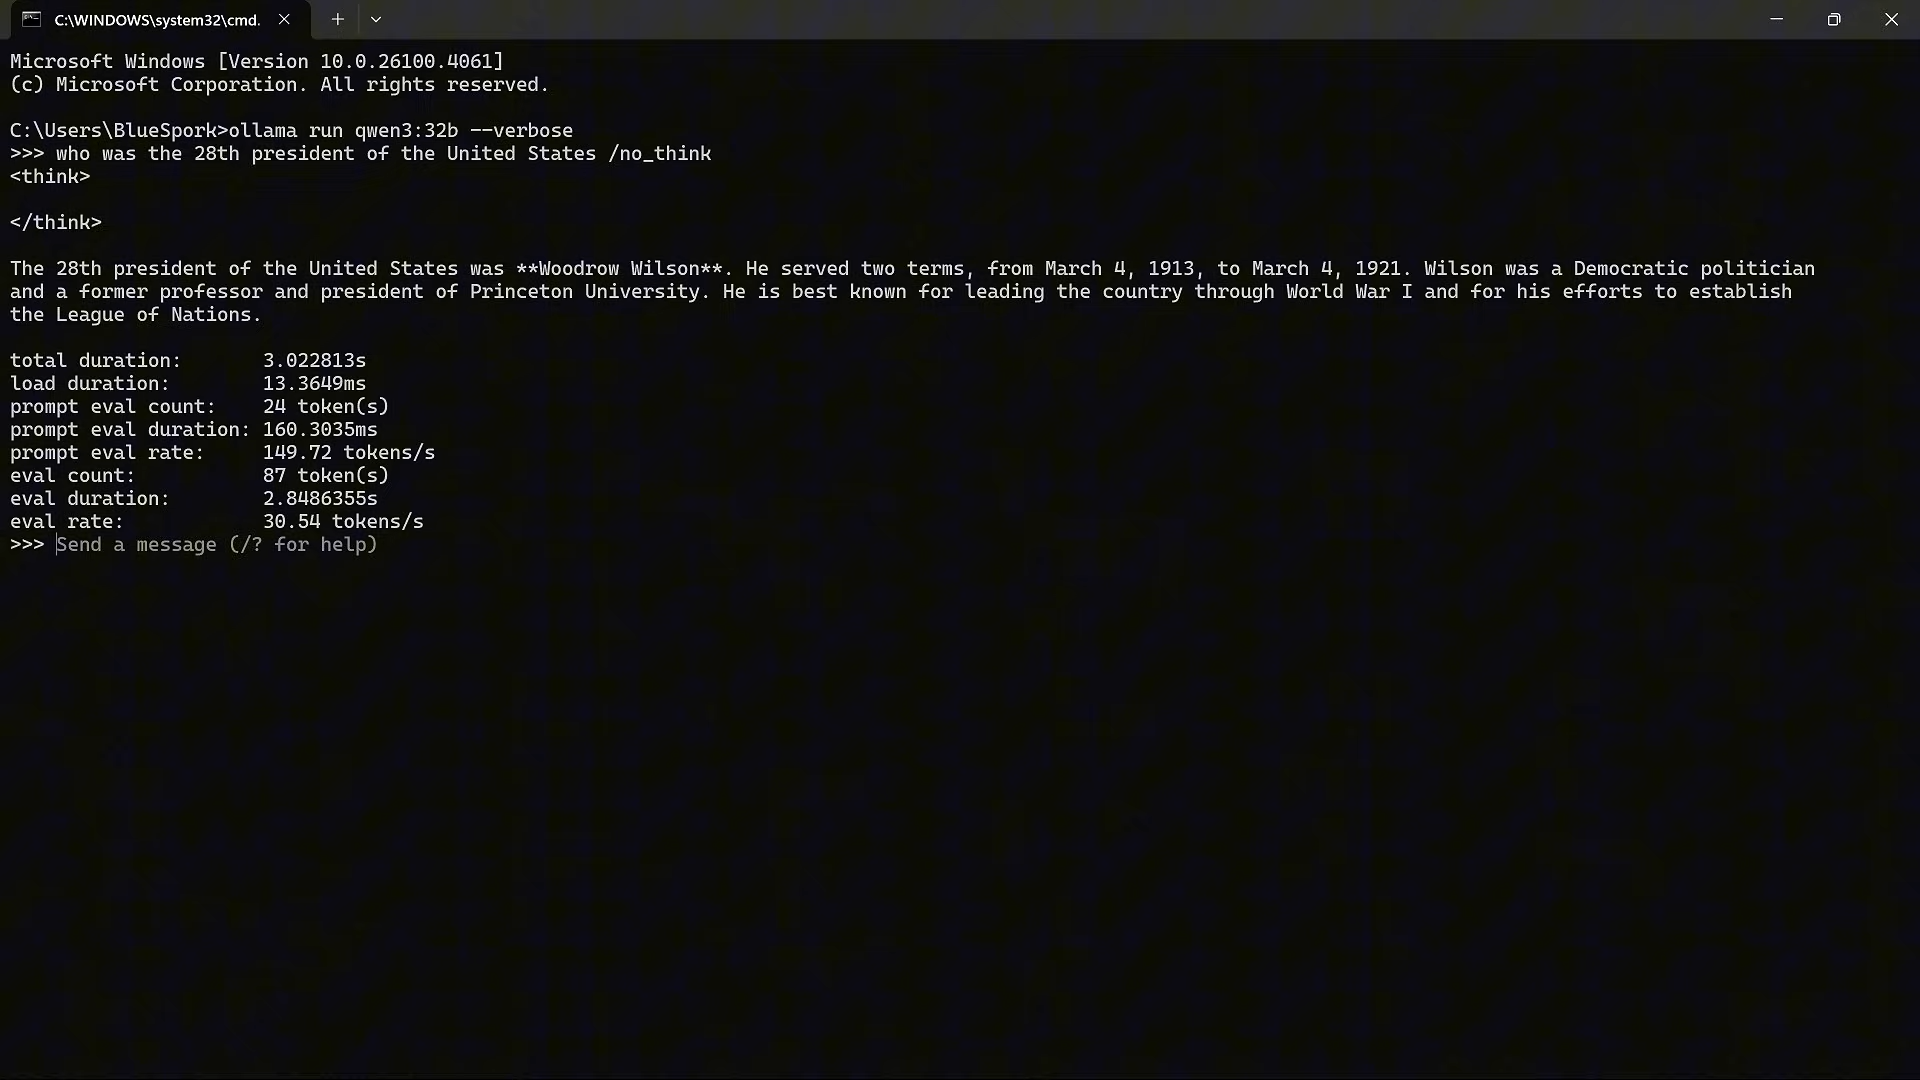 C:\WINDOWS\system32\cmd.
Microsoft Windows [Version 10.0.26100.4061]
(c) Microsoft Corporation. All rights reserved.
C:\Users\BlueSpork>ollama run qwen3:32b --verbose
>>> who was the 28th president of the United States /no_think
<think>
</think>
The 28th president of the United States was **Woodrow Wilson**. He served two terms, from March 4, 1913, to March 4, 1921. Wilson was a Democratic politician
and a former professor and president of Princeton University. He is best known for leading the country through World War I and for his efforts to establish
the League of Nations.
total duration:       3.022813s
load duration:        13.3649ms
prompt eval count:    24 token(s)
prompt eval duration: 160.3035ms
prompt eval rate:     149.72 tokens/s
eval count:           87 token(s)
eval duration:        2.8486355s
eval rate:            30.54 tokens/s
>>> Send a message (/? for help)